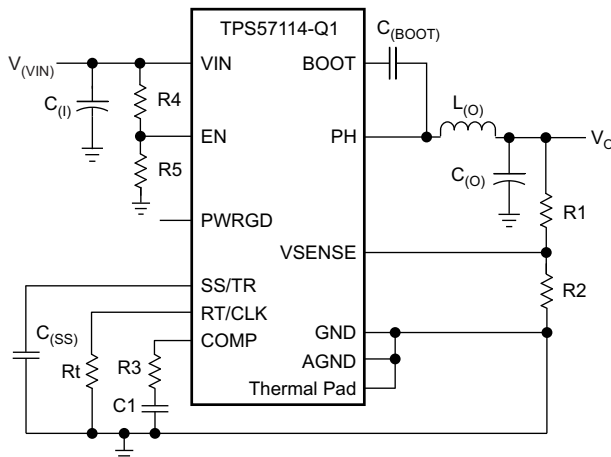 TPS57114-Q1
V(VIN)
VIN
BOOT
C(BOOT)
C(I)
R4
EN
PH
L(O)
VO
R5
C(O)
R1
PWRGD
VSENSE
R2
SS/TR
RT/CLK
COMP
GND
AGND
Thermal Pad
C(SS)
Rt
R3
C1